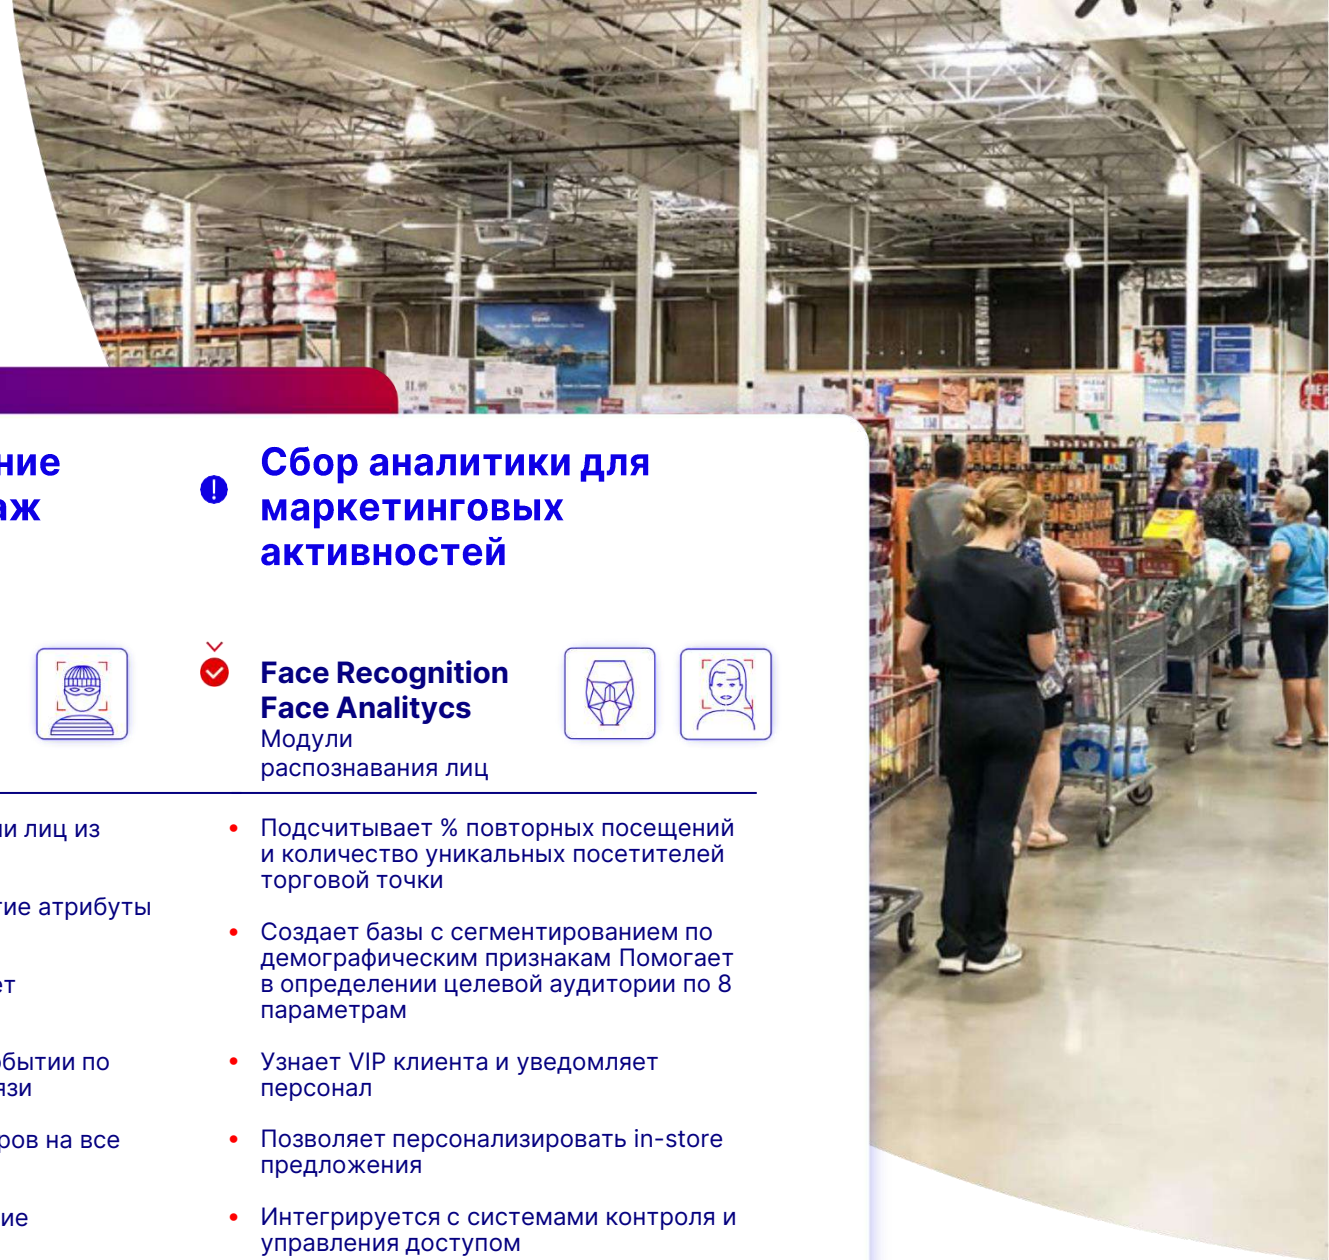 ние
аж
Сбор аналитики для
маркетинговых
активностей
Face Recognition
Face Analitycs
Модули
распознавания лиц
и лиц из
гие атрибуты
ет
бытии по
язи
ров на все
ие
Подсчитывает % повторных посещений
и количество уникальных посетителей
торговой точки
Создает базы с сегментированием по
демографическим признакам Помогает
в определении целевой аудитории по 8
параметрам
Узнает VIP клиента и уведомляет
персонал
Позволяет персонализировать in-store
предложения
Интегрируется с системами контроля и
управления доступом